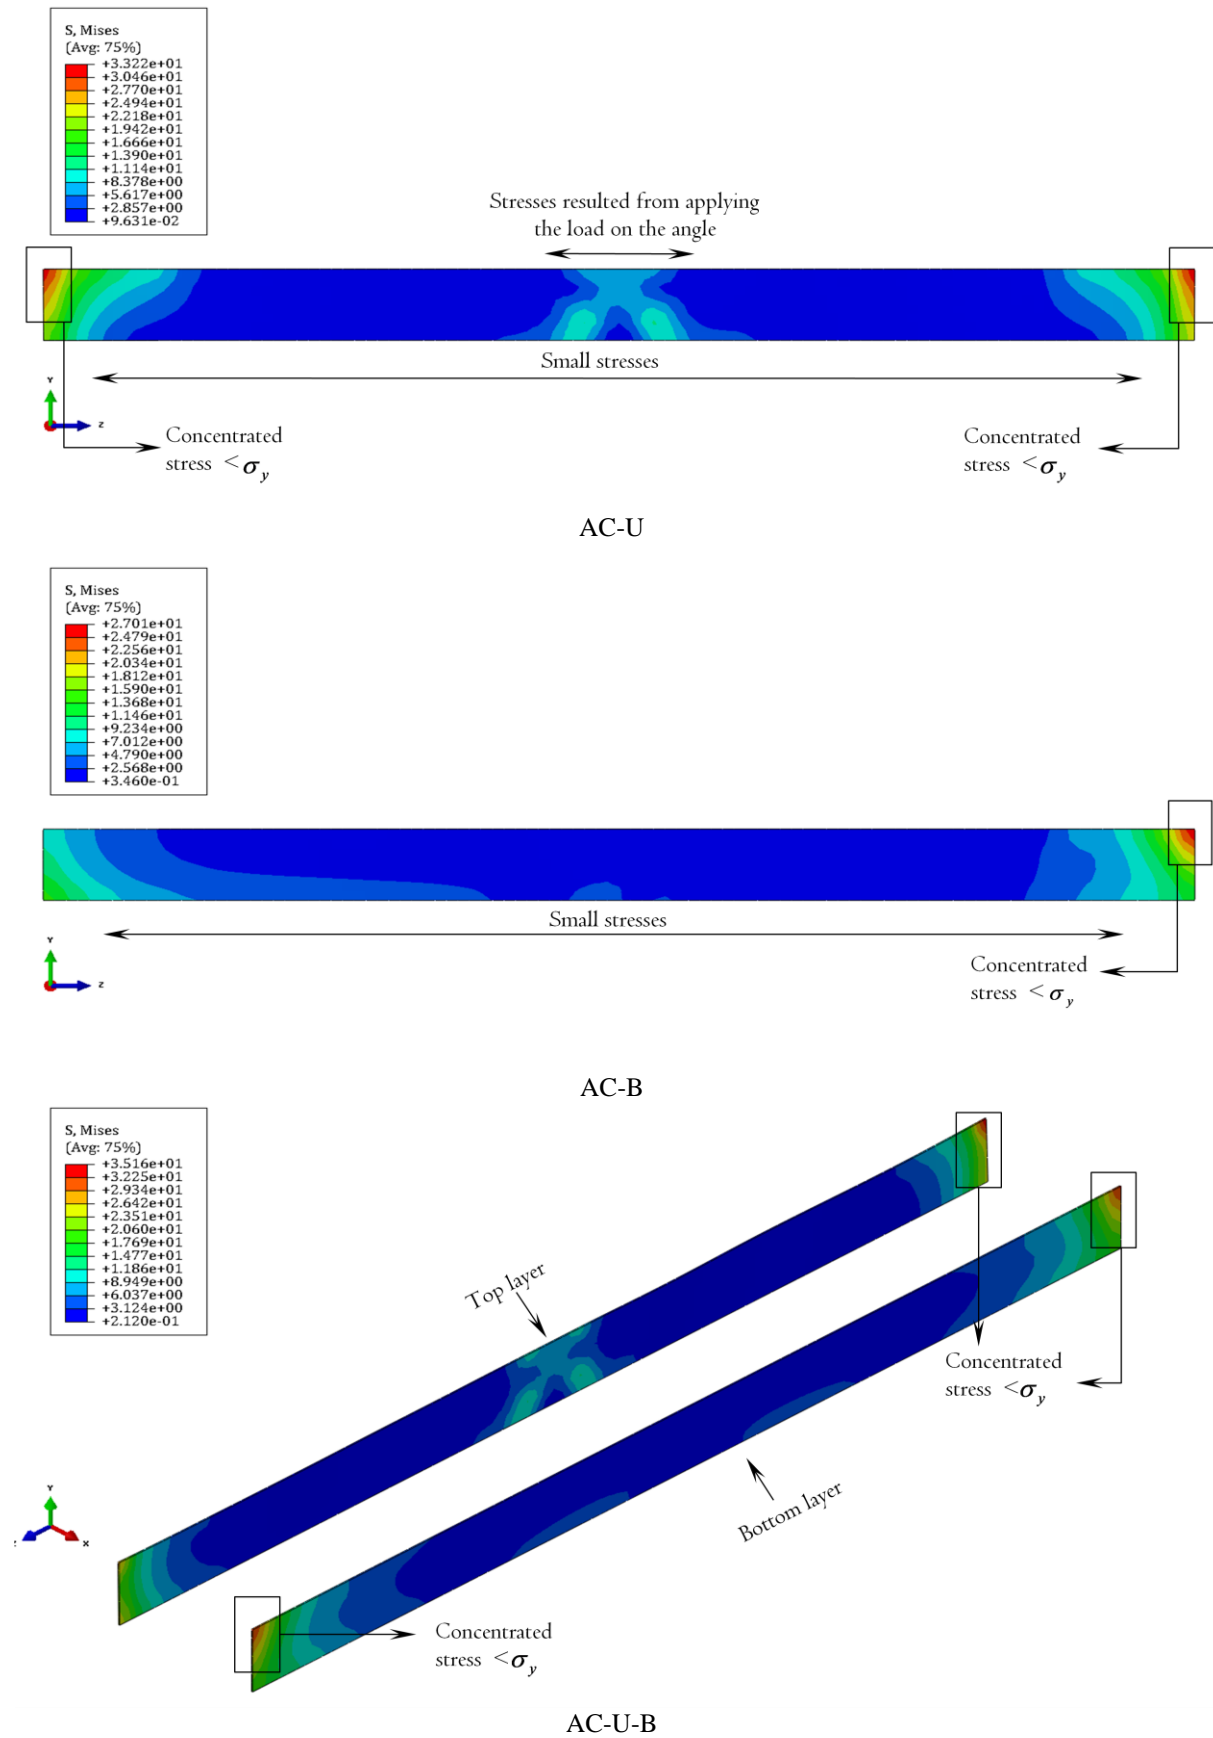 S, Mises
(Avg: 75%)
+3.322e+01
+3.046e+01
+2.770e+01
+2.494e+01
+2.218e+01
+1.942e+01
+1.666e+01
+1.390e+01
+1.114e+01
+8.378e+00
+5.617e+00
+2.857e+00
+9.631e-02
Stresses resulted from applying
the load on the angle
Small stresses
Y
Z
Concentrated
stress < σy
Concentrated
stress < σy
AC-U
S, Mises
(Avg: 75%)
+2.701e+01
+2.479e+01
+2.256e+01
+2.034e+01
+1.812e+01
+1.590e+01
+1.368e+01
+1.146e+01
+9.234e+00
+7.012e+00
+4.790e+00
+2.568e+00
+3.460e-01
Small stresses
Y
Z
Concentrated
stress < σy
AC-B
S, Mises
(Avg: 75%)
+3.516e+01
+3.225e+01
+2.934e+01
+2.642e+01
+2.351e+01
+2.060e+01
+1.769e+01
+1.477e+01
+1.186e+01
+8.949e+00
+6.037e+00
+3.124e+00
+2.120e-01
Top layer
Concentrated
stress <σy
Bottom layer
Y
X
Concentrated
stress <σy
AC-U-B